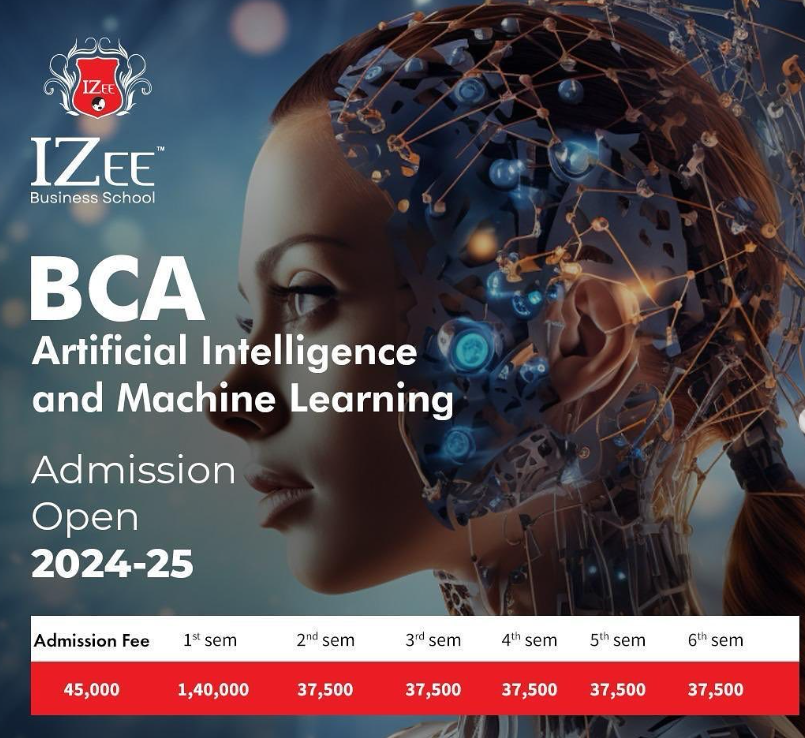 IZEE
IZEE™
Business School
BCA
Artificial Intelligence
and Machine Learning
Admission
Open
2024-25
Admission Fee 1st sem 2nd sem 3rd sem 4th sem 5th sem 6th sem
45,000 1,40,000 37,500 37,500 37,500 37,500 37,500